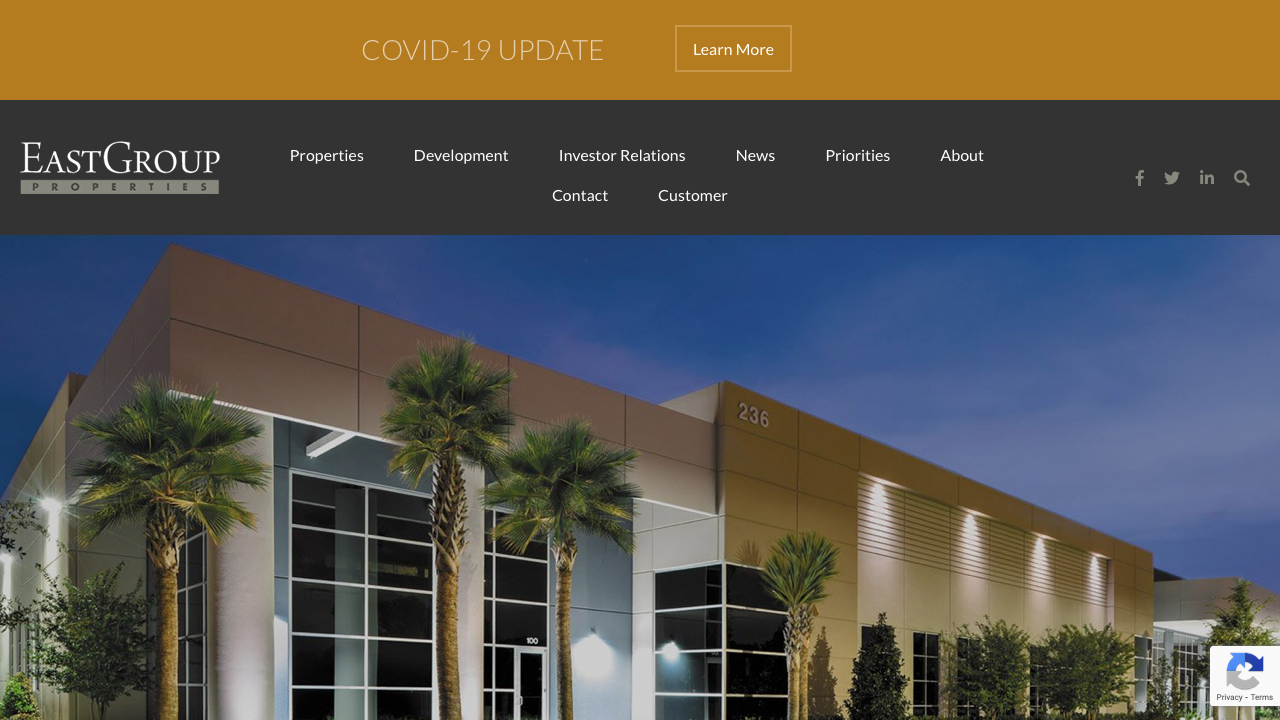 COVID-19 UPDATE Learn More
EASTGROUP
PROPERTIES
Properties Development Investor Relations News Priorities About
Contact Customer
236
100
Privacy - Terms